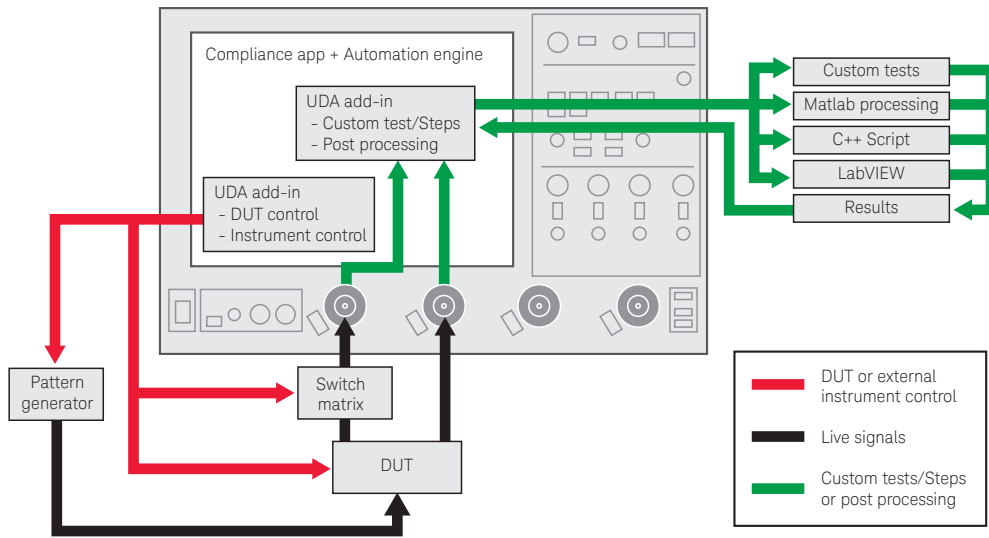 Compliance app + Automation engine
UDA add-in
- Custom test/Steps
- Post processing
UDA add-in
- DUT control
- Instrument control
Custom tests
Matlab processing
C++ Script
LabVIEW
Results
Pattern
generator
Switch
matrix
DUT
DUT or external
instrument control
Live signals
Custom tests/Steps
or post processing